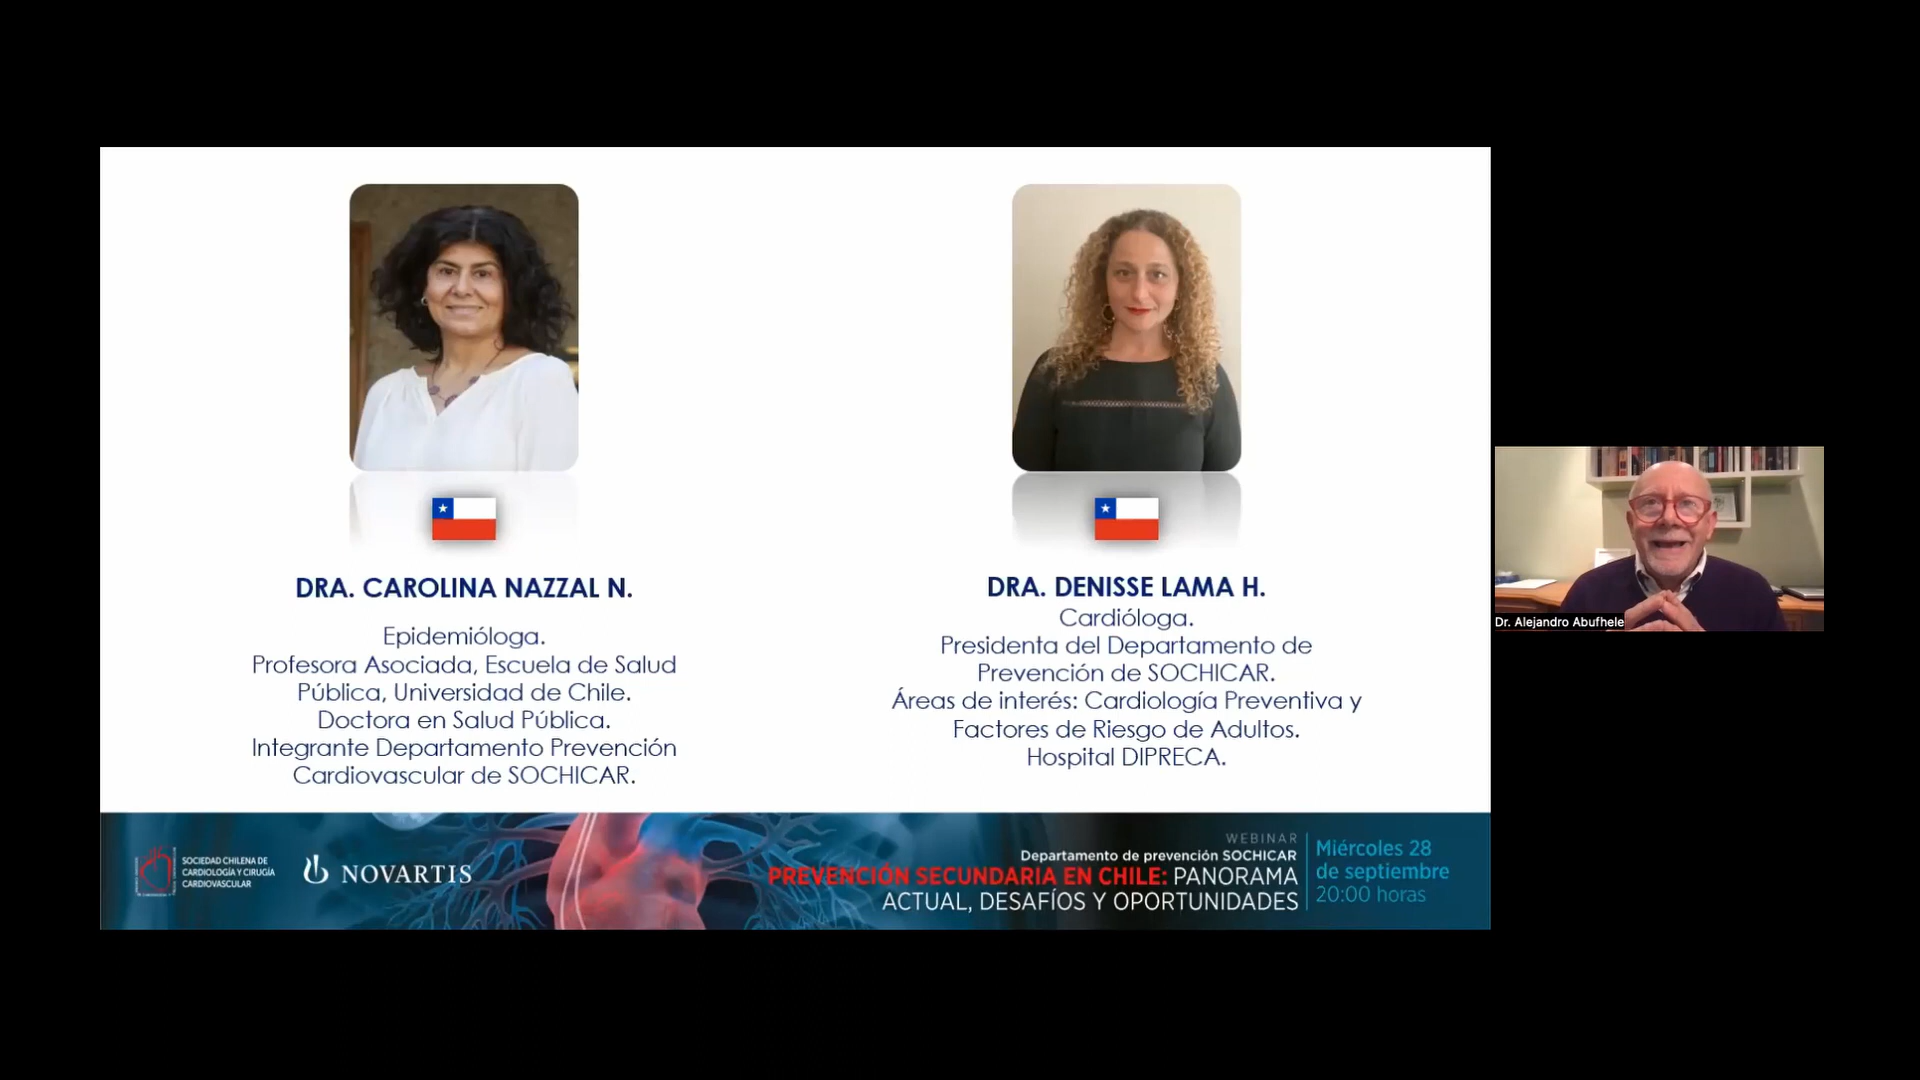 DRA. CAROLINA NAZZAL N.
Epidemióloga.
Profesora Asociada, Escuela de Salud
Pública, Universidad de Chile.
Doctora en Salud Pública.
Integrante Departamento Prevención
Cardiovascular de SOCHICAR.
DRA. DENISSE LAMA H.
Cardióloga.
Presidenta del Departamento de
Prevención de SOCHICAR.
Áreas de interés: Cardiología Preventiva y
Factores de Riesgo de Adultos.
Hospital DIPRECA.
Dr. Alejandro Abufhele
SOCIEDAD CHILENA DE
CARDIOLOGÍA Y CIRUGÍA
CARDIOVASCULAR
NOVARTIS
WEBINAR
Departamento de prevención SOCHICAR
PREVENCIÓN SECUNDARIA EN CHILE: PANORAMA
ACTUAL, DESAFÍOS Y OPORTUNIDADES
Miércoles 28
de septiembre
20:00 horas